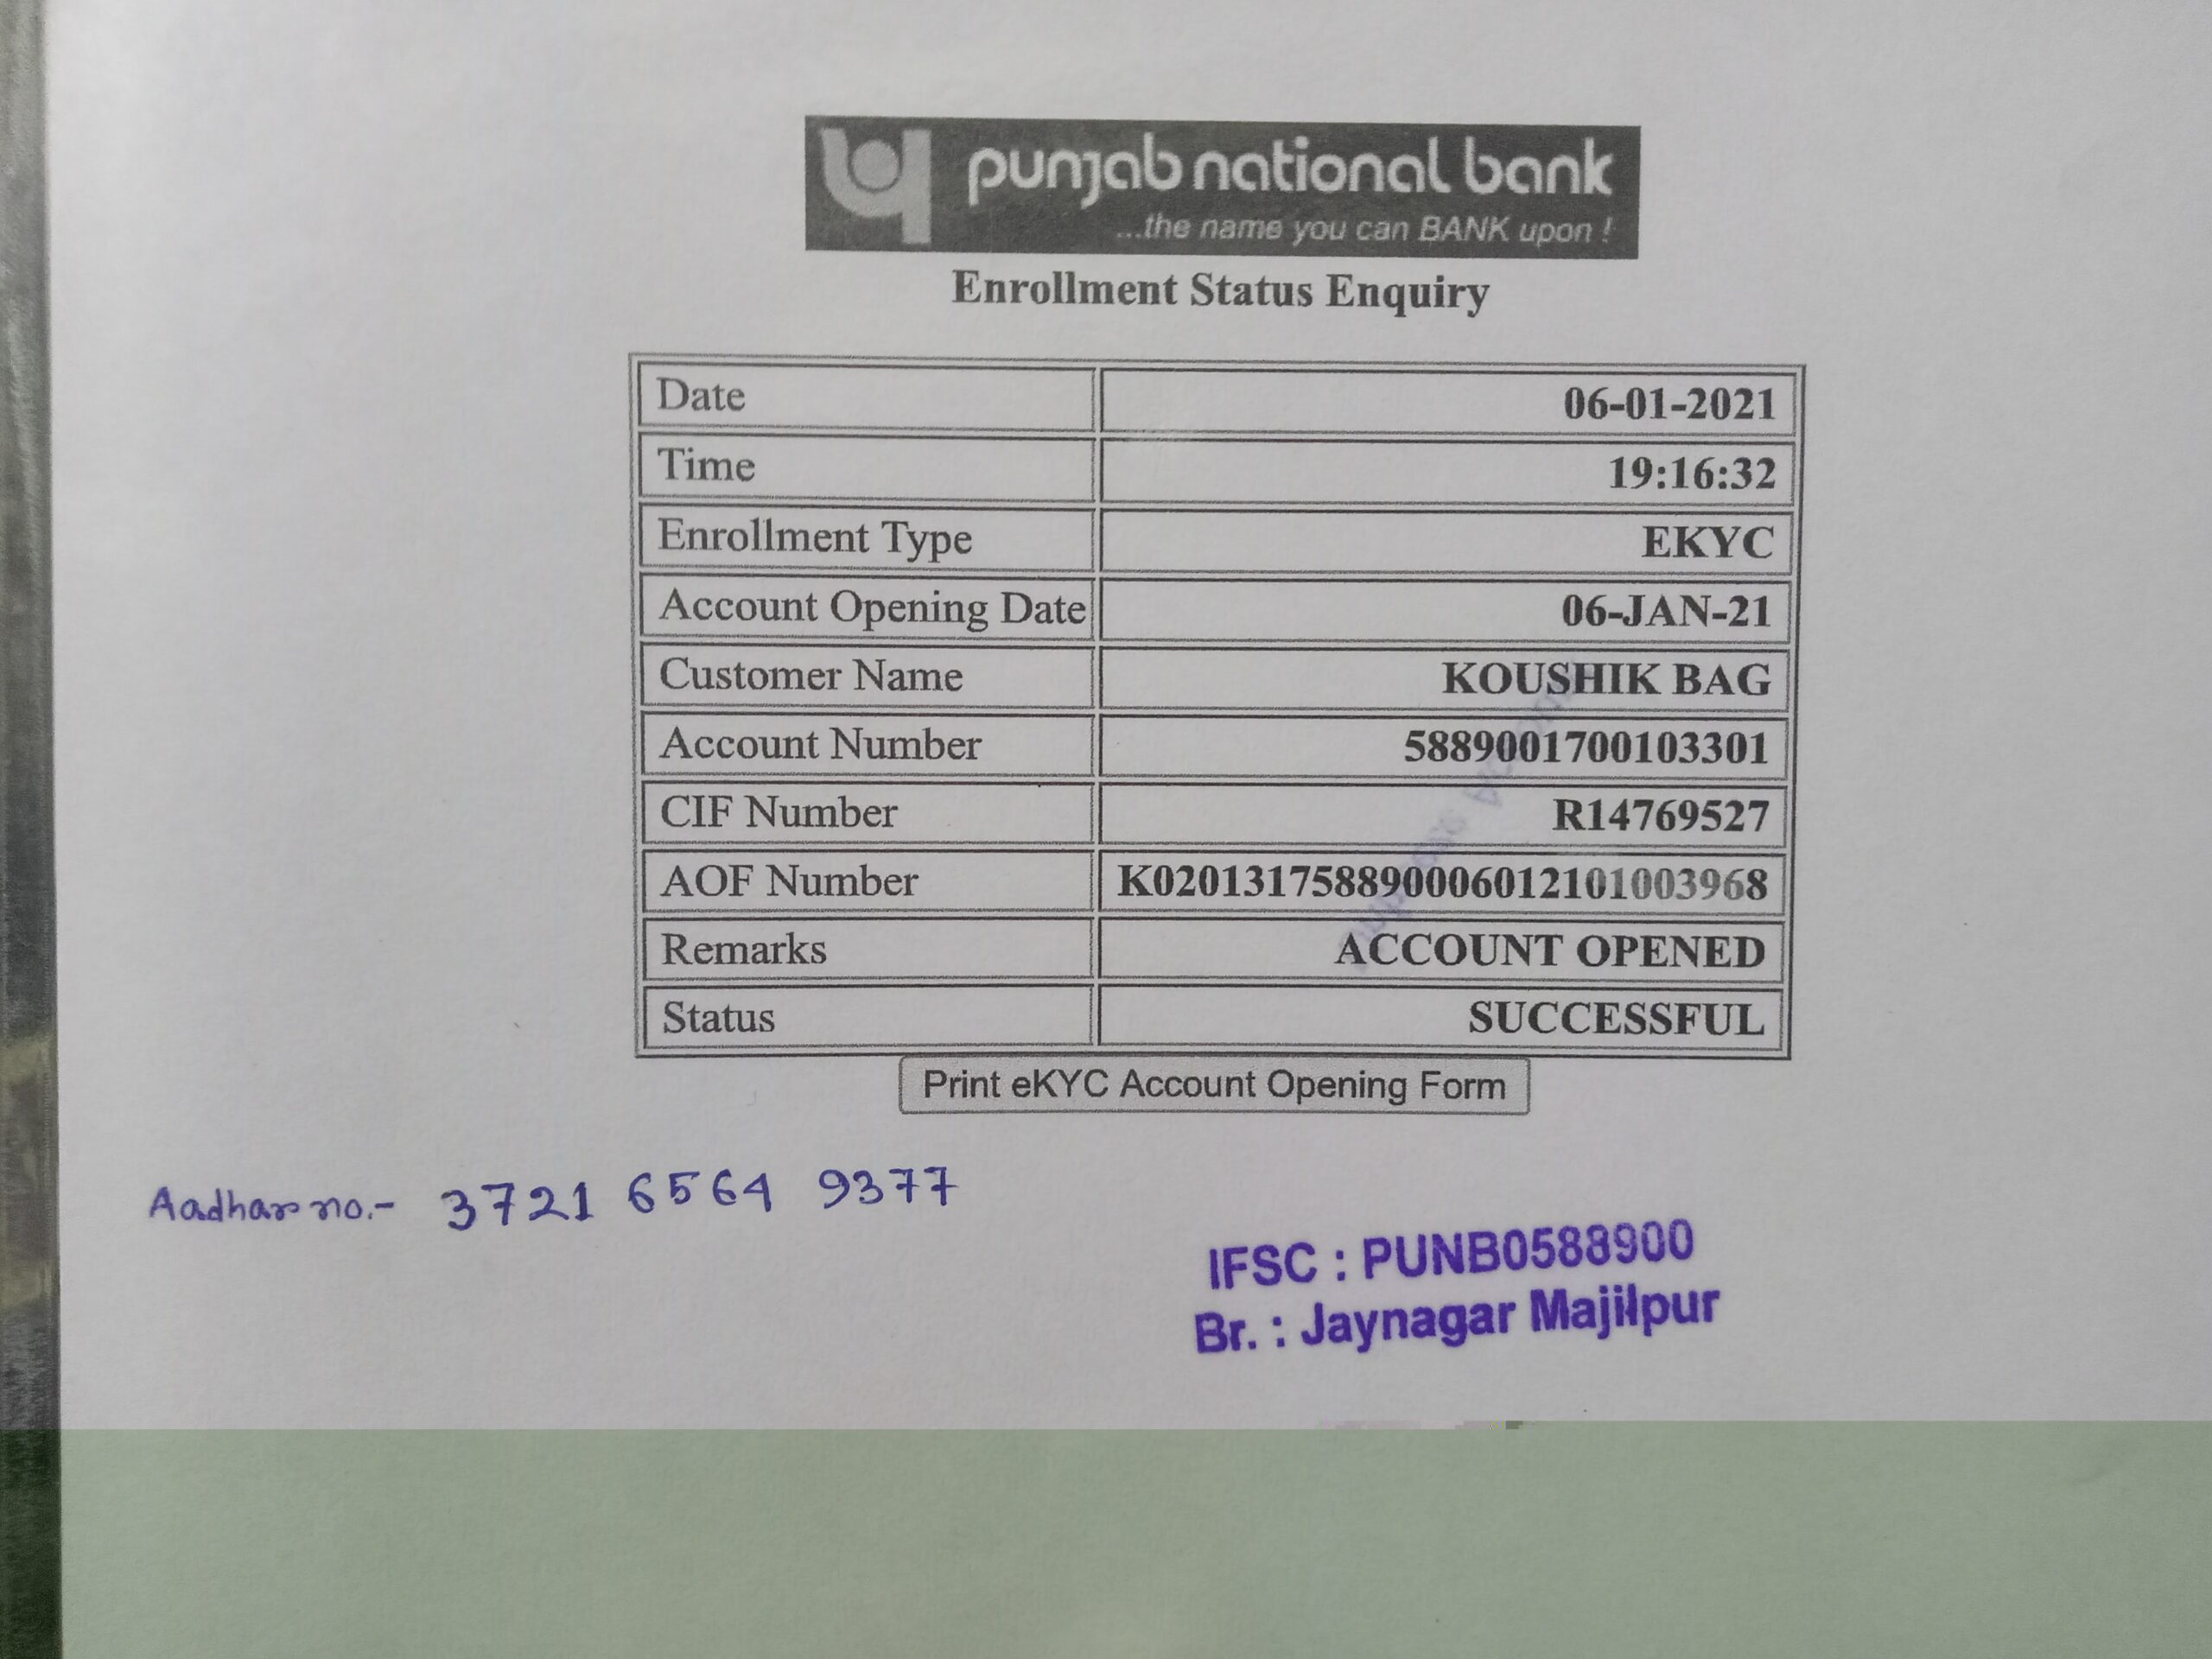 punjab national bank
...the name you can BANK upon !
Enrollment Status Enquiry
Date 06-01-2021
Time 19:16:32
Enrollment Type EKYC
Account Opening Date 06-JAN-21
Customer Name KOUSHIK BAG
Account Number 5889001700103301
CIF Number R14769527
AOF Number K020131758890006012101003968
Remarks ACCOUNT OPENED
Status SUCCESSFUL
Print eKYC Account Opening Form
Aadhar no.- 3721 6564 9377
IFSC : PUNB0588900
Br. : Jaynagar Majilpur